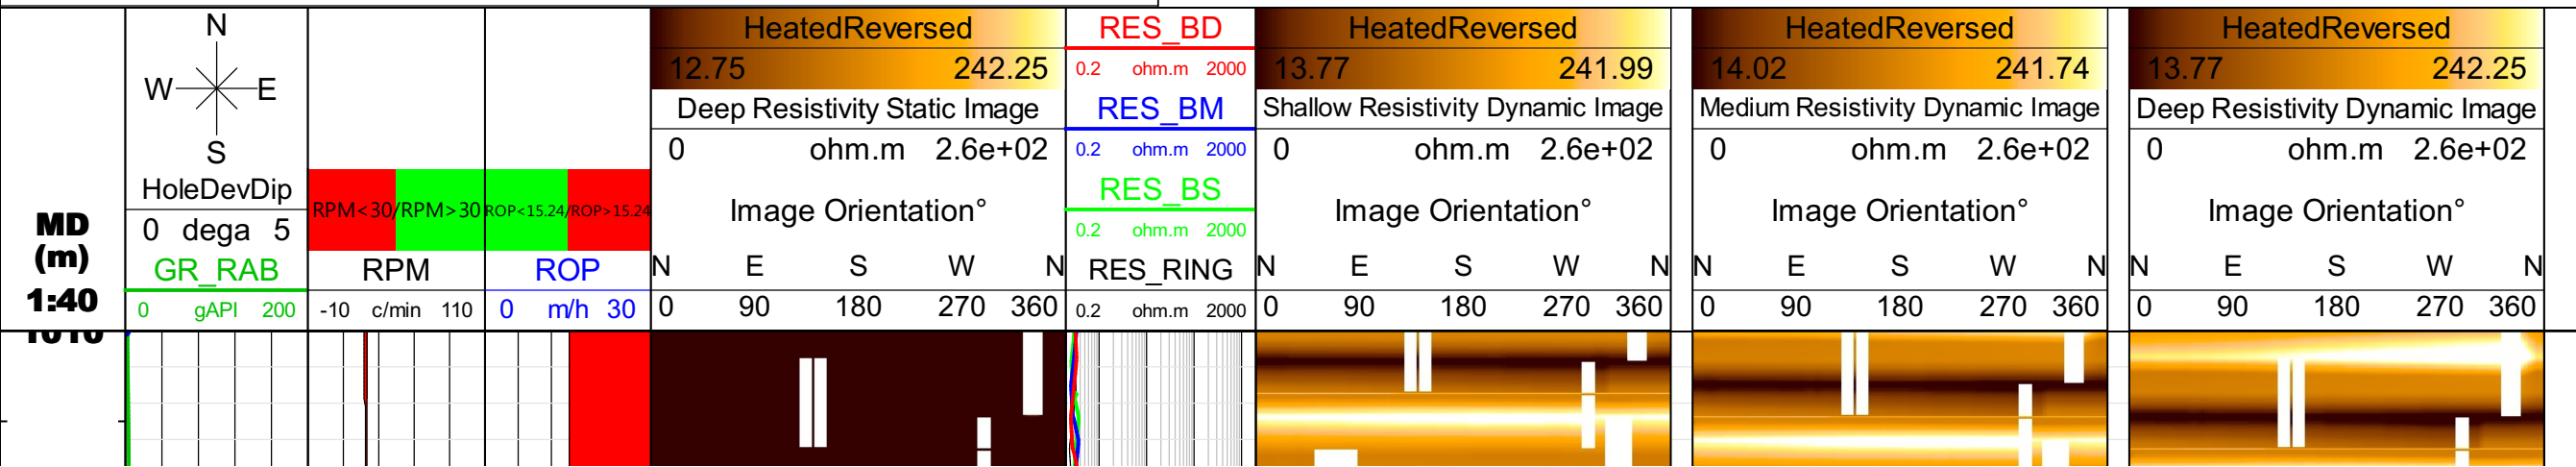 MD
(m)
1:40
1010
N
W E
S
HoleDevDip
0 dega 5
GR_RAB
0 gAPI 200
RPM<30/RPM>30
RPM
-10 c/min 110
ROP<15.24/ROP>15.24
ROP
0 m/h 30
HeatedReversed
12.75 242.25
Deep Resistivity Static Image
0 ohm.m 2.6e+02
Image Orientation°
N E S W N
0 90 180 270 360
RES_BD
0.2 ohm.m 2000
RES_BM
0.2 ohm.m 2000
RES_BS
0.2 ohm.m 2000
RES_RING
0.2 ohm.m 2000
HeatedReversed
13.77 241.99
Shallow Resistivity Dynamic Image
0 ohm.m 2.6e+02
Image Orientation°
N E S W N
0 90 180 270 360
HeatedReversed
14.02 241.74
Medium Resistivity Dynamic Image
0 ohm.m 2.6e+02
Image Orientation°
N E S W N
0 90 180 270 360
HeatedReversed
13.77 242.25
Deep Resistivity Dynamic Image
0 ohm.m 2.6e+02
Image Orientation°
N E S W N
0 90 180 270 360